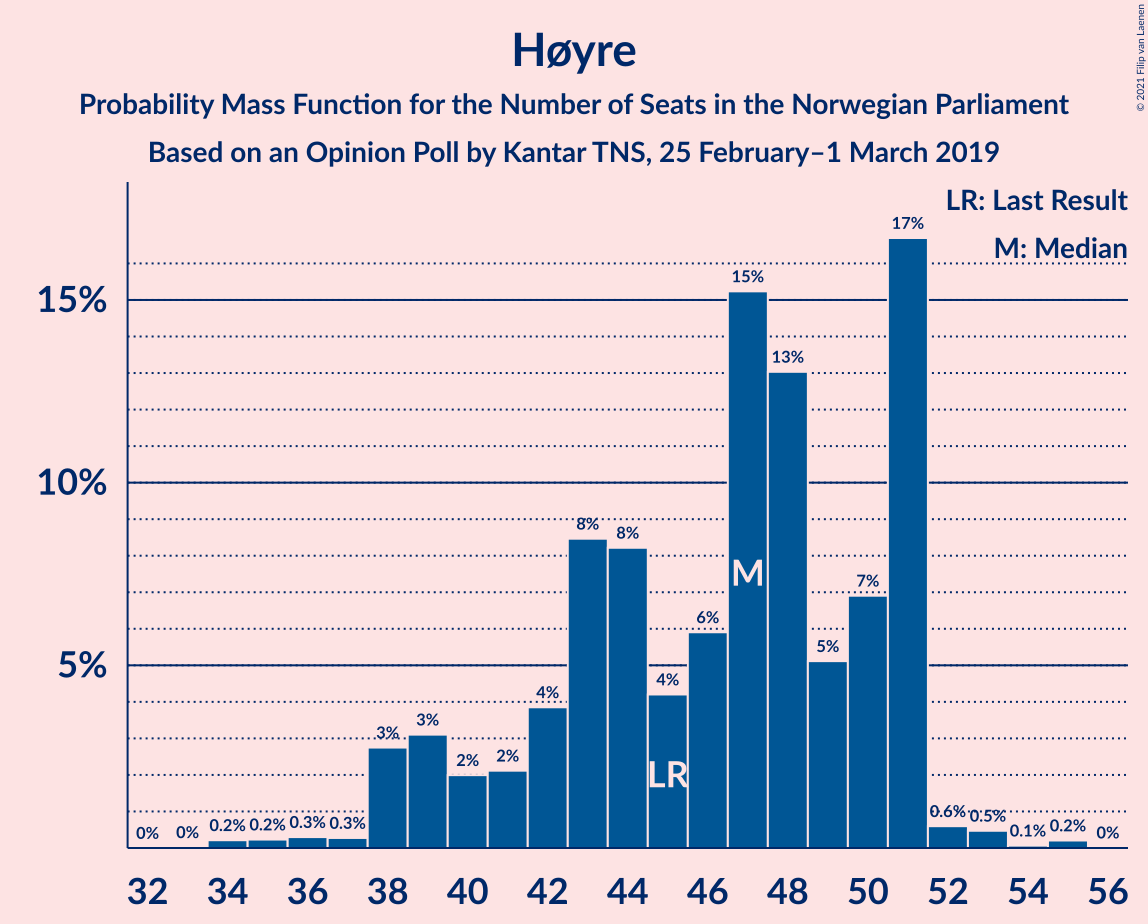 Høyre
Probability Mass Function for the Number of Seats in the Norwegian Parliament
Based on an Opinion Poll by Kantar TNS, 25 February–1 March 2019
© 2021 Filip van Laenen
LR: Last Result
M: Median
15%
10%
5%
0% 0% 0.2% 0.2% 0.3% 0.3% 3% 3% 2% 2% 4% 8% 8% 4% 6% 15% 13% 5% 7% 17% 0.6% 0.5% 0.1% 0.2% 0%
M
LR
32 34 36 38 40 42 44 46 48 50 52 54 56